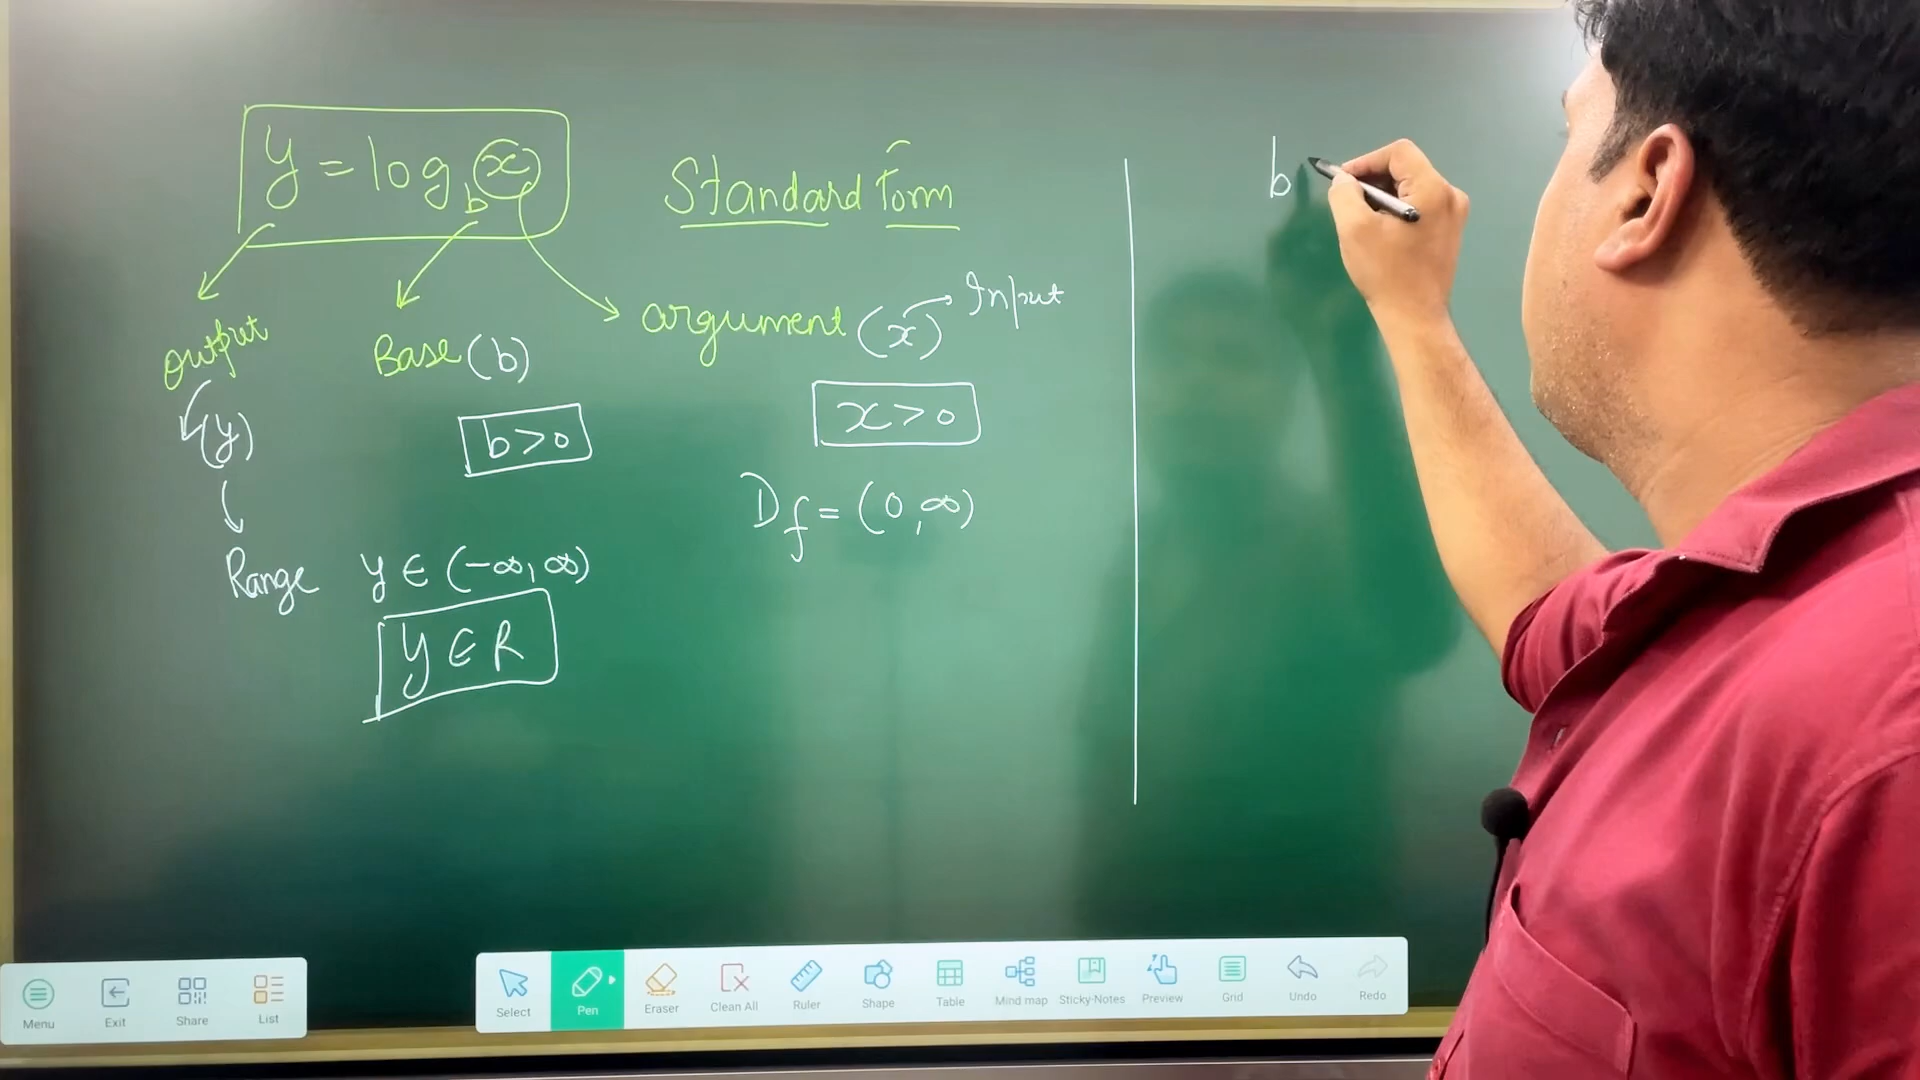 y = log_b(x)
Standard Form
b
output
Base (b)
argument (x)
Input
(y)
b>0
x>0
Df = (0,∞)
Range y ∈ (-∞,∞)
y ∈ R
Menu
Exit
Share
List
Select
Pen
Eraser
Clean All
Ruler
Shape
Table
Mind map
Sticky-Notes
Preview
Grid
Undo
Redo